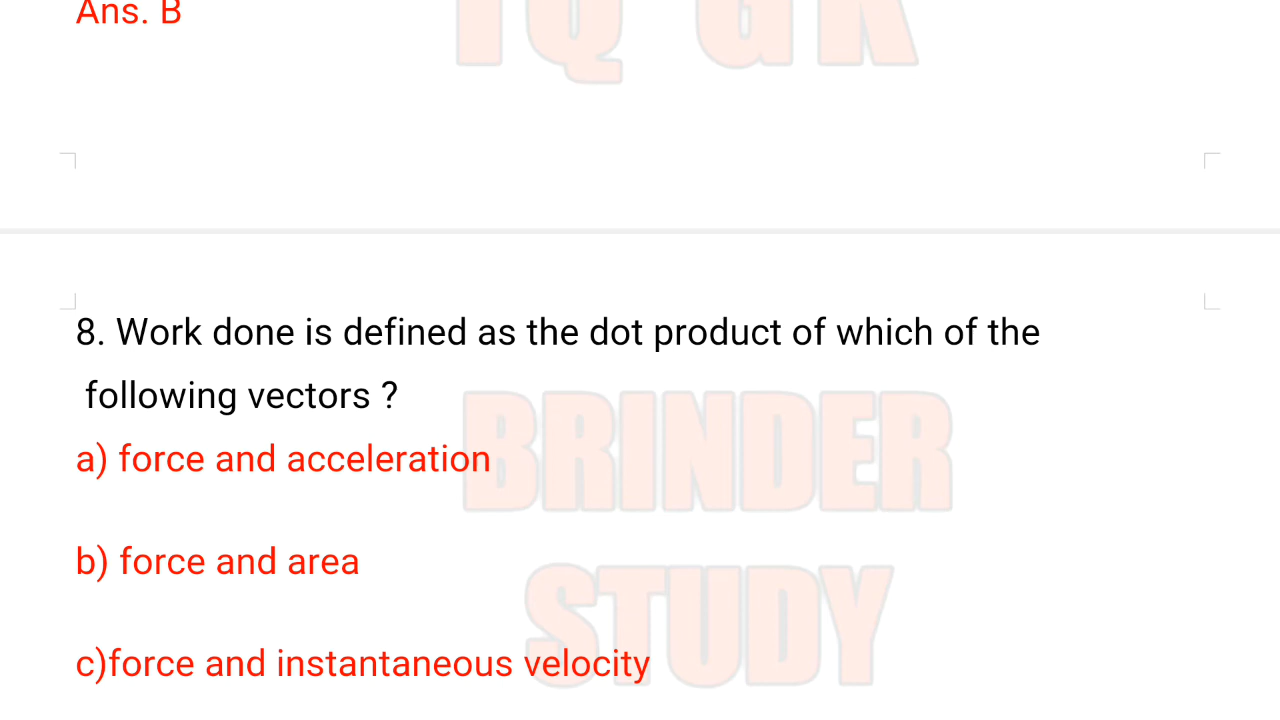 Ans. B
IQ GK
8. Work done is defined as the dot product of which of the
following vectors ?
BRINDER
a) force and acceleration
b) force and area
STUDY
c)force and instantaneous velocity